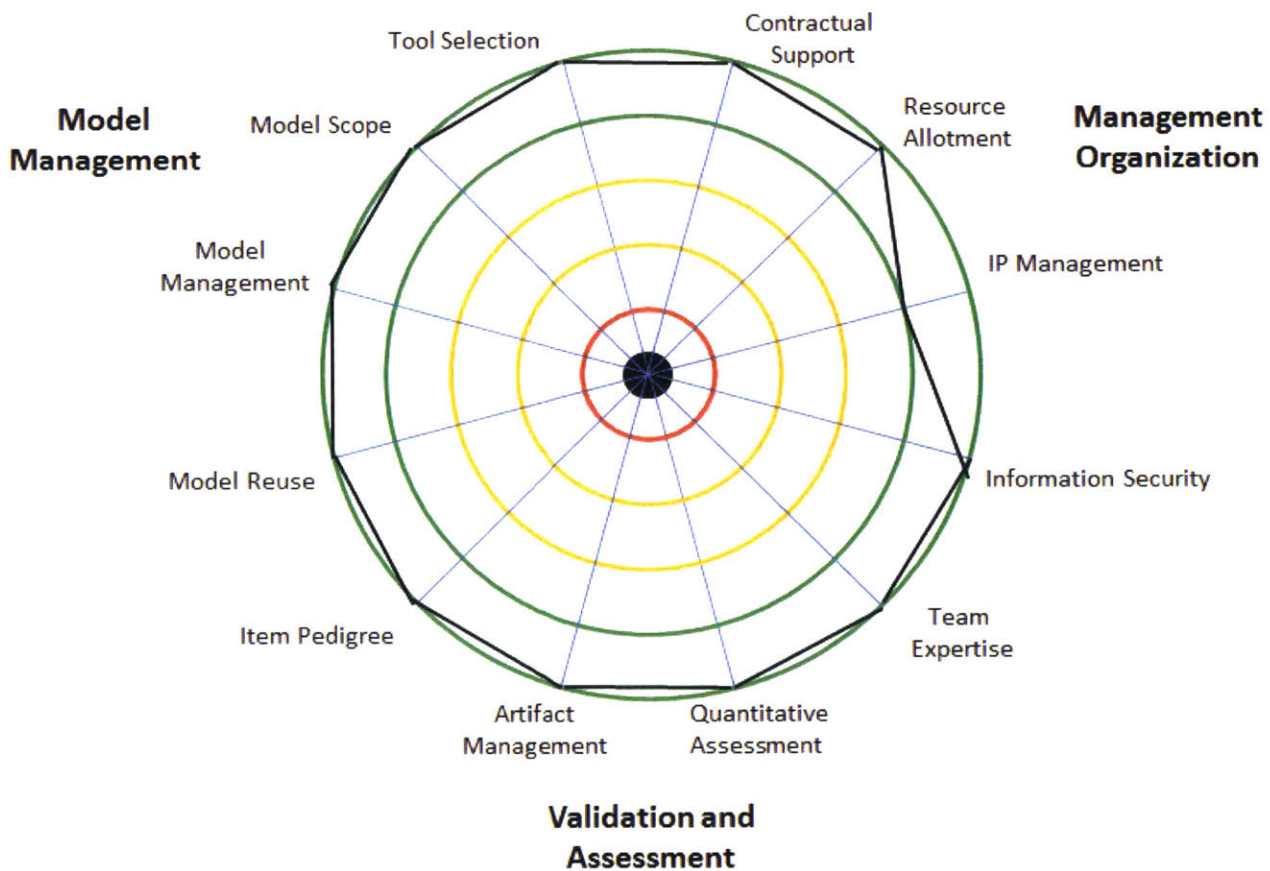 Tool Selection
Contractual
Support
Model
Management
Model Scope
Resource
Allotment
Management
Organization
Model
Management
IP Management
Model Reuse
Information Security
Item Pedigree
Team
Expertise
Artifact
Management
Quantitative
Assessment
Validation and
Assessment